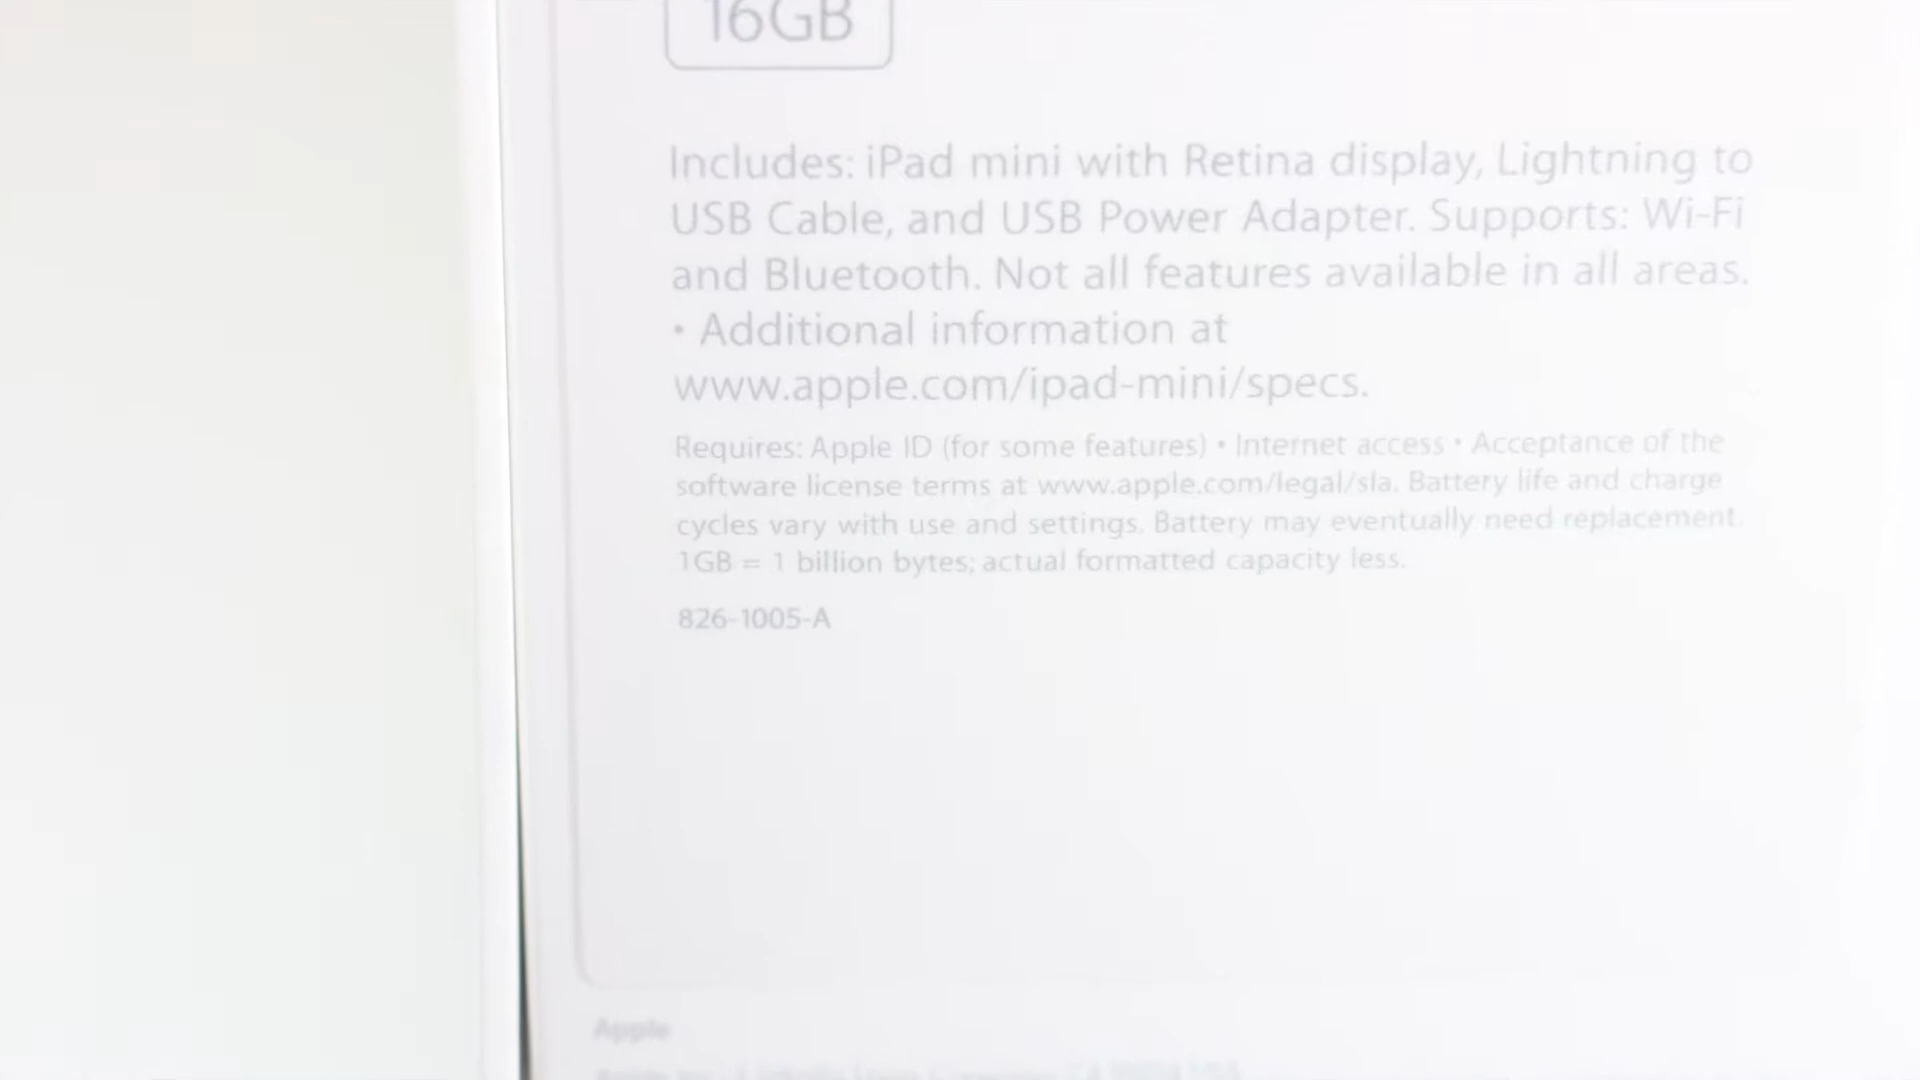 16GB
Includes: iPad mini with Retina display, Lightning to
USB Cable, and USB Power Adapter. Supports: Wi-Fi
and Bluetooth. Not all features available in all areas.
• Additional information at
www.apple.com/ipad-mini/specs.
Requires: Apple ID (for some features) • Internet access • Acceptance of the
software license terms at www.apple.com/legal/sla. Battery life and charge
cycles vary with use and settings. Battery may eventually need replacement.
1GB = 1 billion bytes; actual formatted capacity less.
826-1005-A
Apple